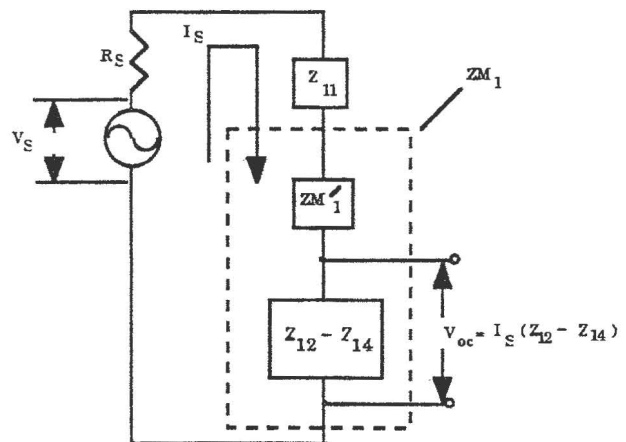 I_S
R_S
Z_11
ZM_1
V_S
ZM'_1
Z_12 - Z_14
V_oc = I_S (Z_12 - Z_14)